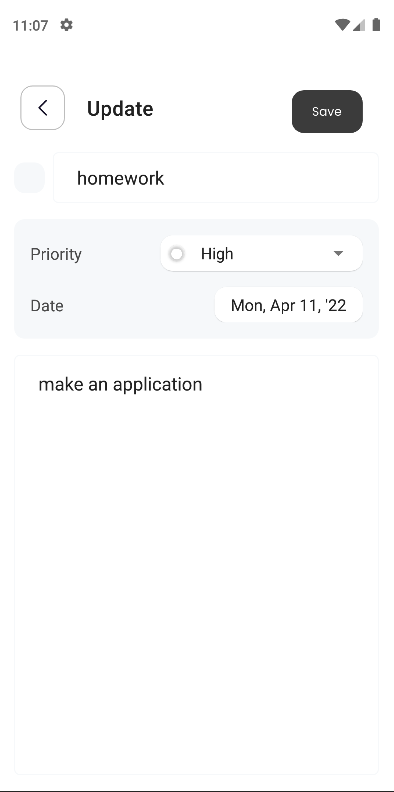 11:07
Update
Save
homework
Priority
High
Date
Mon, Apr 11, '22
make an application